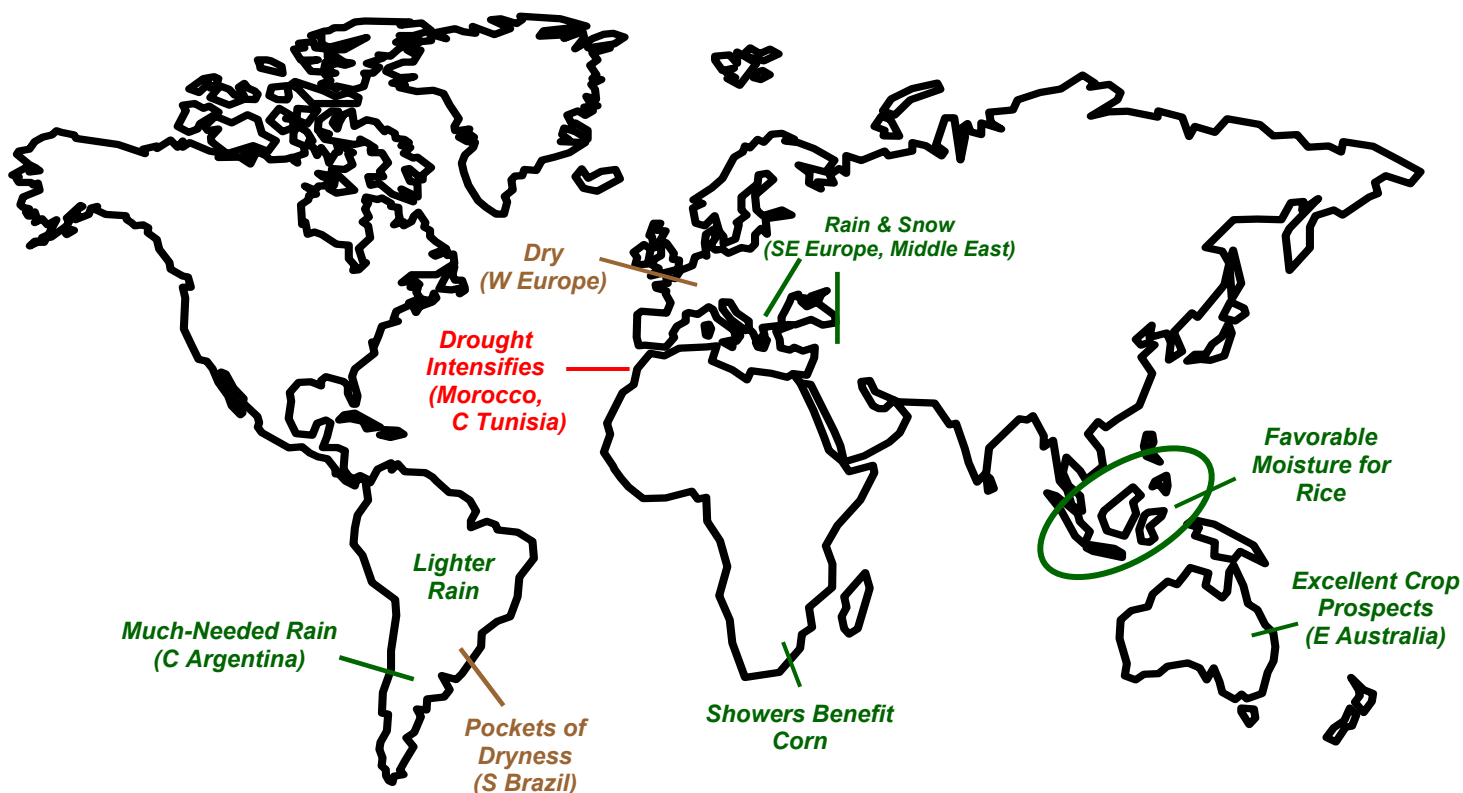 Rain & Snow
(SE Europe, Middle East)
Dry
(W Europe)
Drought
Intensifies
(Morocco,
C Tunisia)
Favorable
Moisture for
Rice
Lighter
Rain
Excellent Crop
Prospects
(E Australia)
Much-Needed Rain
(C Argentina)
Showers Benefit
Corn
Pockets of
Dryness
(S Brazil)